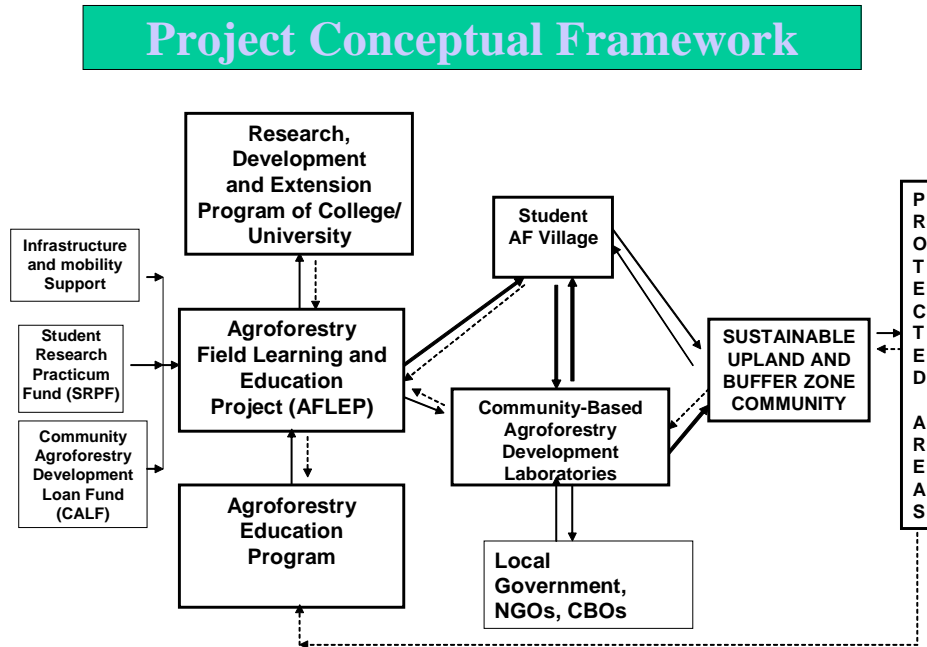 Project Conceptual Framework
Research,
Development
and Extension
Program of College/
University
Infrastructure
and mobility
Support
Student
Research
Practicum
Fund (SRPF)
Community
Agroforestry
Development
Loan Fund
(CALF)
Agroforestry
Field Learning and
Education
Project (AFLEP)
Agroforestry
Education
Program
Student
AF Village
Community-Based
Agroforestry
Development
Laboratories
Local
Government,
NGOs, CBOs
SUSTAINABLE
UPLAND AND
BUFFER ZONE
COMMUNITY
P
R
O
T
E
C
T
E
D
A
R
E
A
S